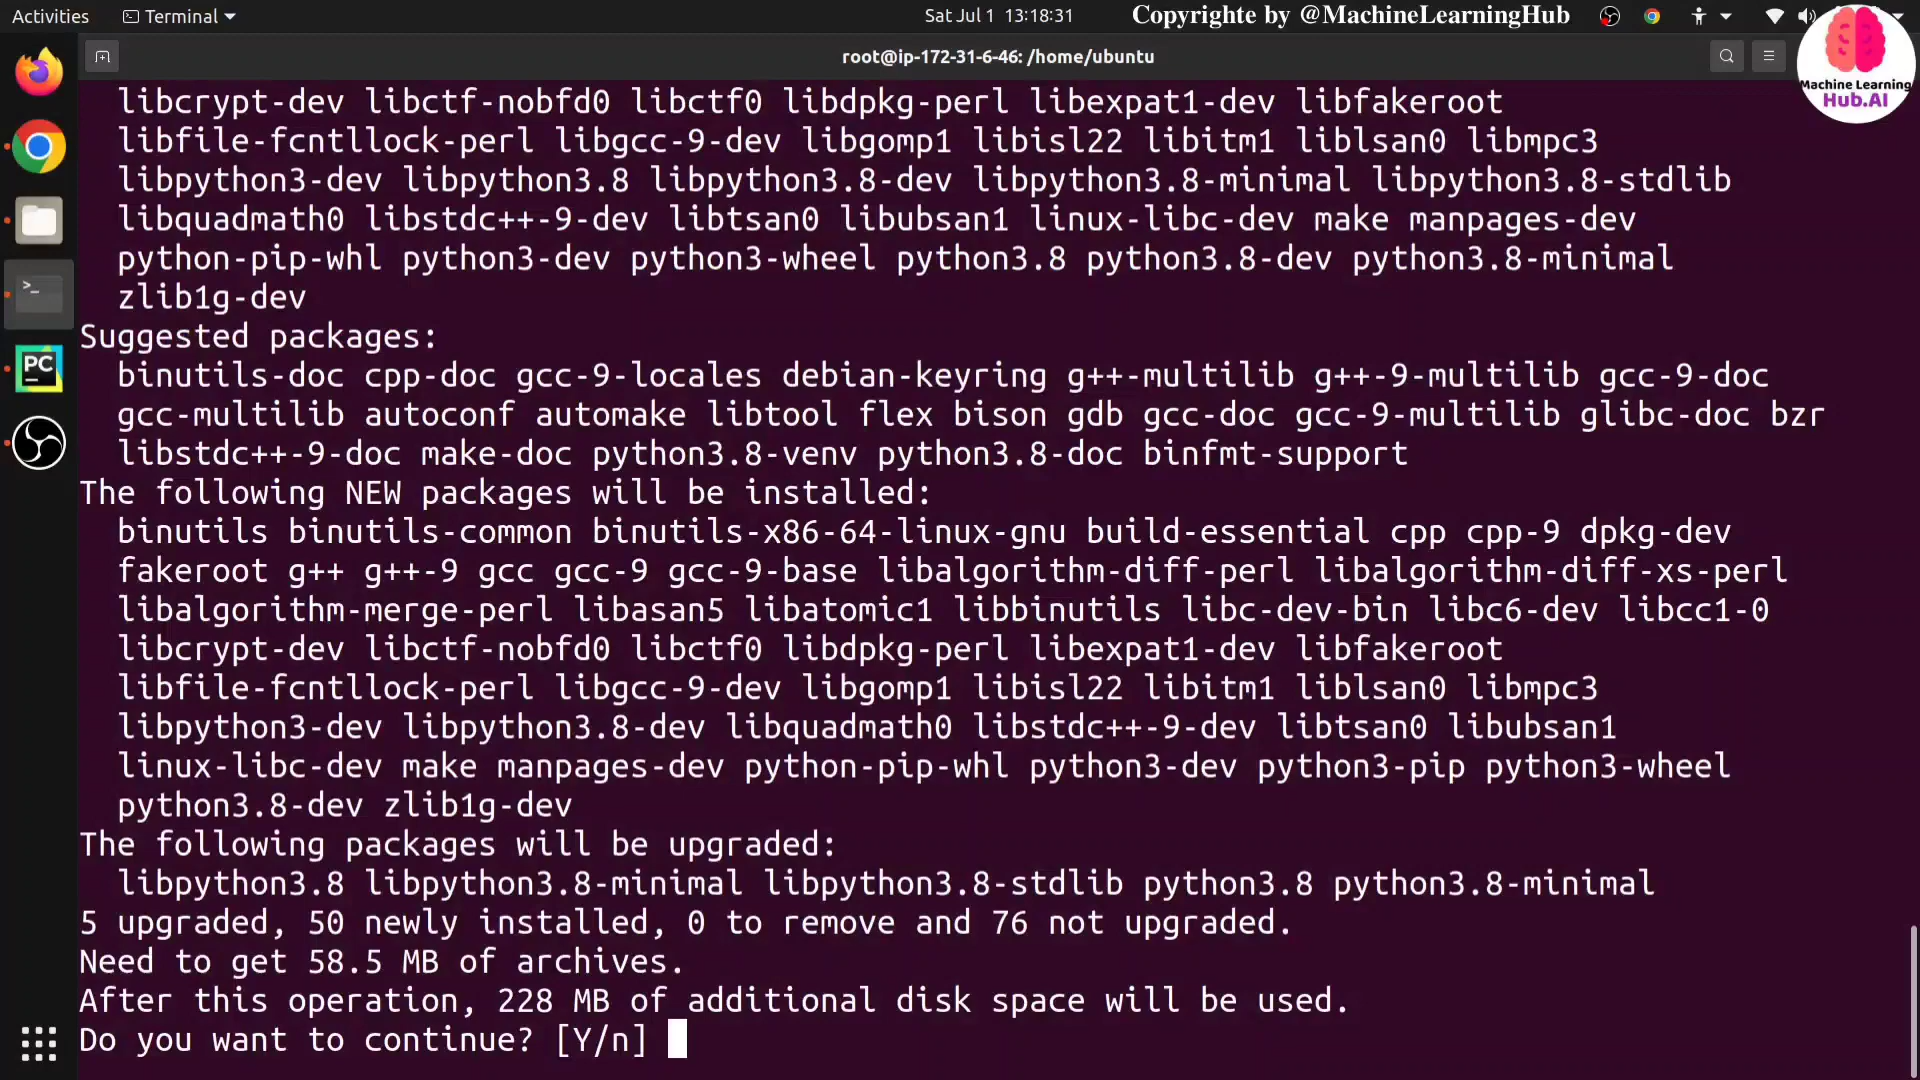 Activities Terminal Sat Jul 1 13:18:31 Copyrighte by @MachineLearningHub
root@ip-172-31-6-46: /home/ubuntu
Machine Learning
Hub.AI
libcrypt-dev libctf-nobfd0 libctf0 libdpkg-perl libexpat1-dev libfakeroot
libfile-fcntllock-perl libgcc-9-dev libgomp1 libisl22 libitm1 liblsan0 libmpc3
libpython3-dev libpython3.8 libpython3.8-dev libpython3.8-minimal libpython3.8-stdlib
libquadmath0 libstdc++-9-dev libtsan0 libubsan1 linux-libc-dev make manpages-dev
python-pip-whl python3-dev python3-wheel python3.8 python3.8-dev python3.8-minimal
zlib1g-dev
Suggested packages:
binutils-doc cpp-doc gcc-9-locales debian-keyring g++-multilib g++-9-multilib gcc-9-doc
gcc-multilib autoconf automake libtool flex bison gdb gcc-doc gcc-9-multilib glibc-doc bzr
libstdc++-9-doc make-doc python3.8-venv python3.8-doc binfmt-support
The following NEW packages will be installed:
binutils binutils-common binutils-x86-64-linux-gnu build-essential cpp cpp-9 dpkg-dev
fakeroot g++ g++-9 gcc gcc-9 gcc-9-base libalgorithm-diff-perl libalgorithm-diff-xs-perl
libalgorithm-merge-perl libasan5 libatomic1 libbinutils libc-dev-bin libc6-dev libcc1-0
libcrypt-dev libctf-nobfd0 libctf0 libdpkg-perl libexpat1-dev libfakeroot
libfile-fcntllock-perl libgcc-9-dev libgomp1 libisl22 libitm1 liblsan0 libmpc3
libpython3-dev libpython3.8-dev libquadmath0 libstdc++-9-dev libtsan0 libubsan1
linux-libc-dev make manpages-dev python-pip-whl python3-dev python3-pip python3-wheel
python3.8-dev zlib1g-dev
The following packages will be upgraded:
libpython3.8 libpython3.8-minimal libpython3.8-stdlib python3.8 python3.8-minimal
5 upgraded, 50 newly installed, 0 to remove and 76 not upgraded.
Need to get 58.5 MB of archives.
After this operation, 228 MB of additional disk space will be used.
Do you want to continue? [Y/n]
PC